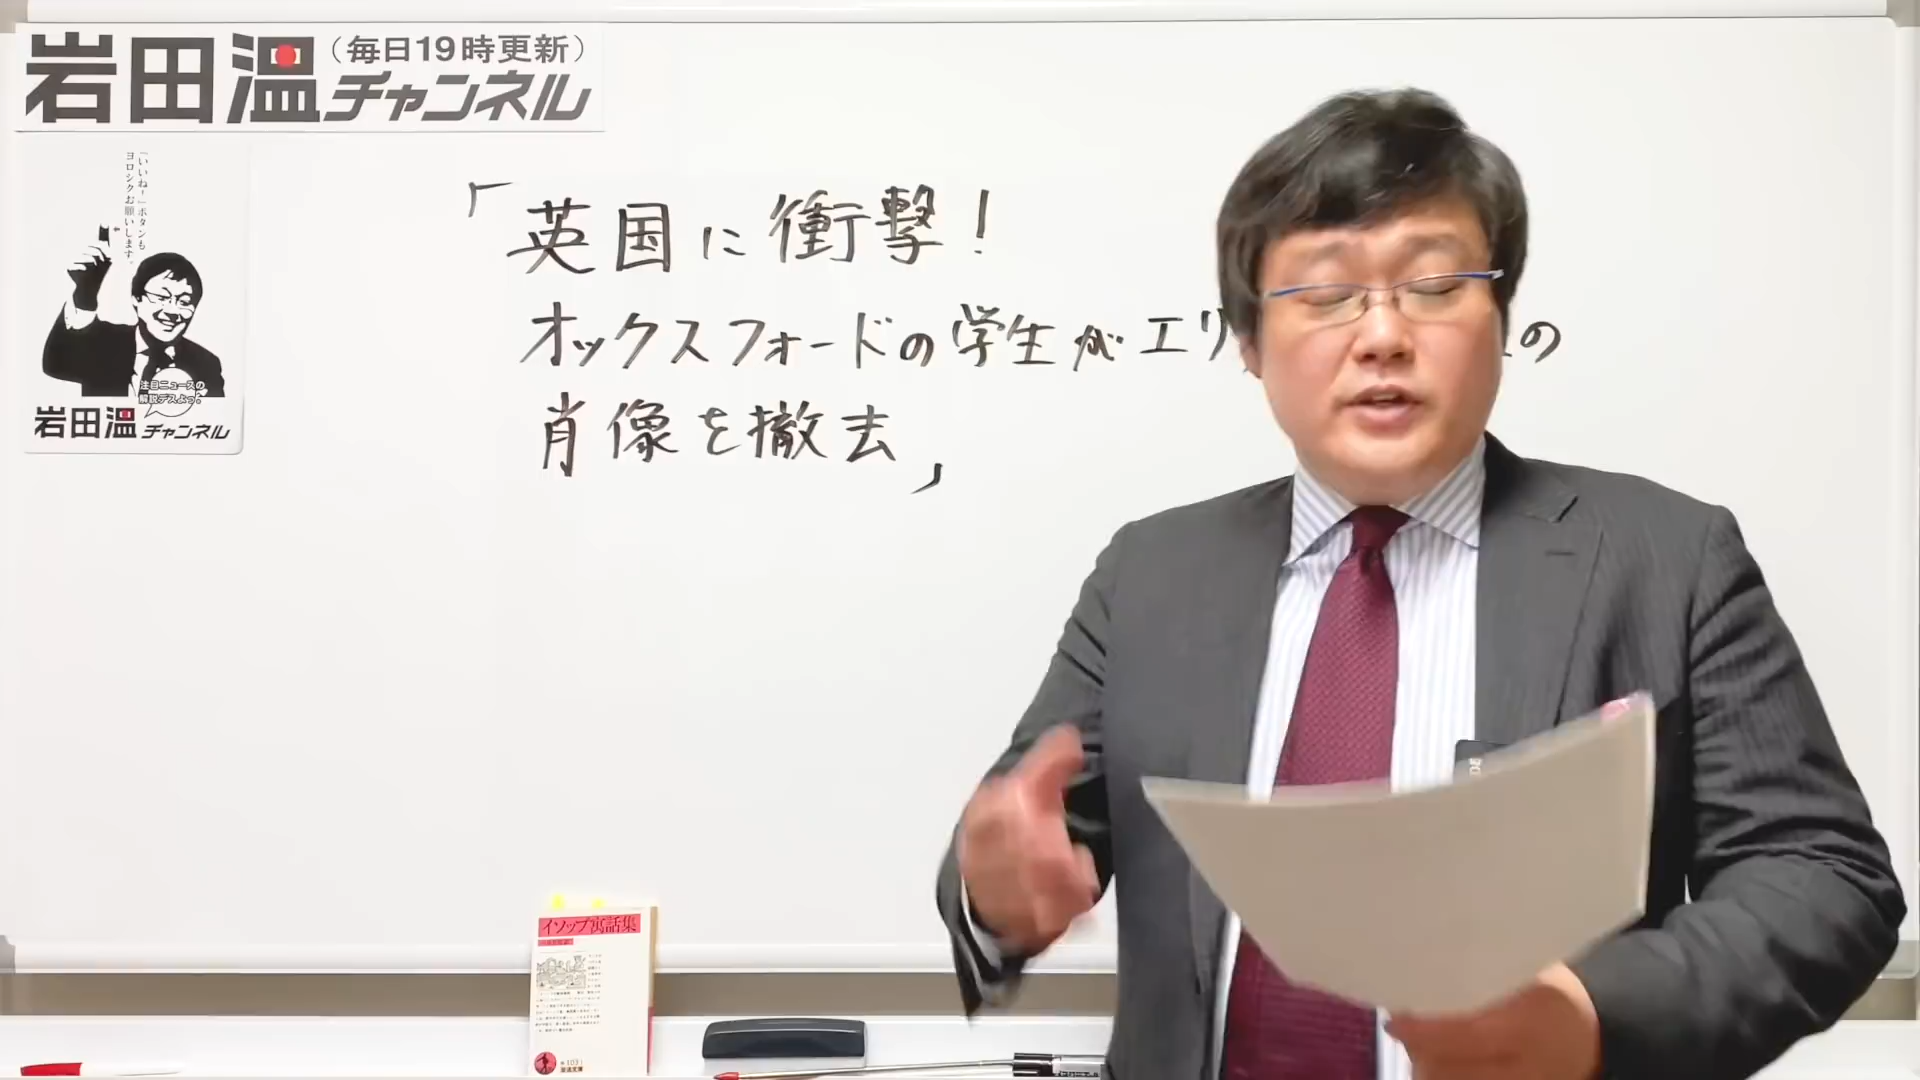 岩田温
(毎日19時更新)
チャンネル
「いいね!」ボタンも
ヨロシクお願いします。
注目ニュースの
解説デスよっ!
岩田温チャンネル
「英国に衝撃!
オックスフォードの学生がエリ
の
肖像を撤去」
イソップ寓話集
岩波文庫